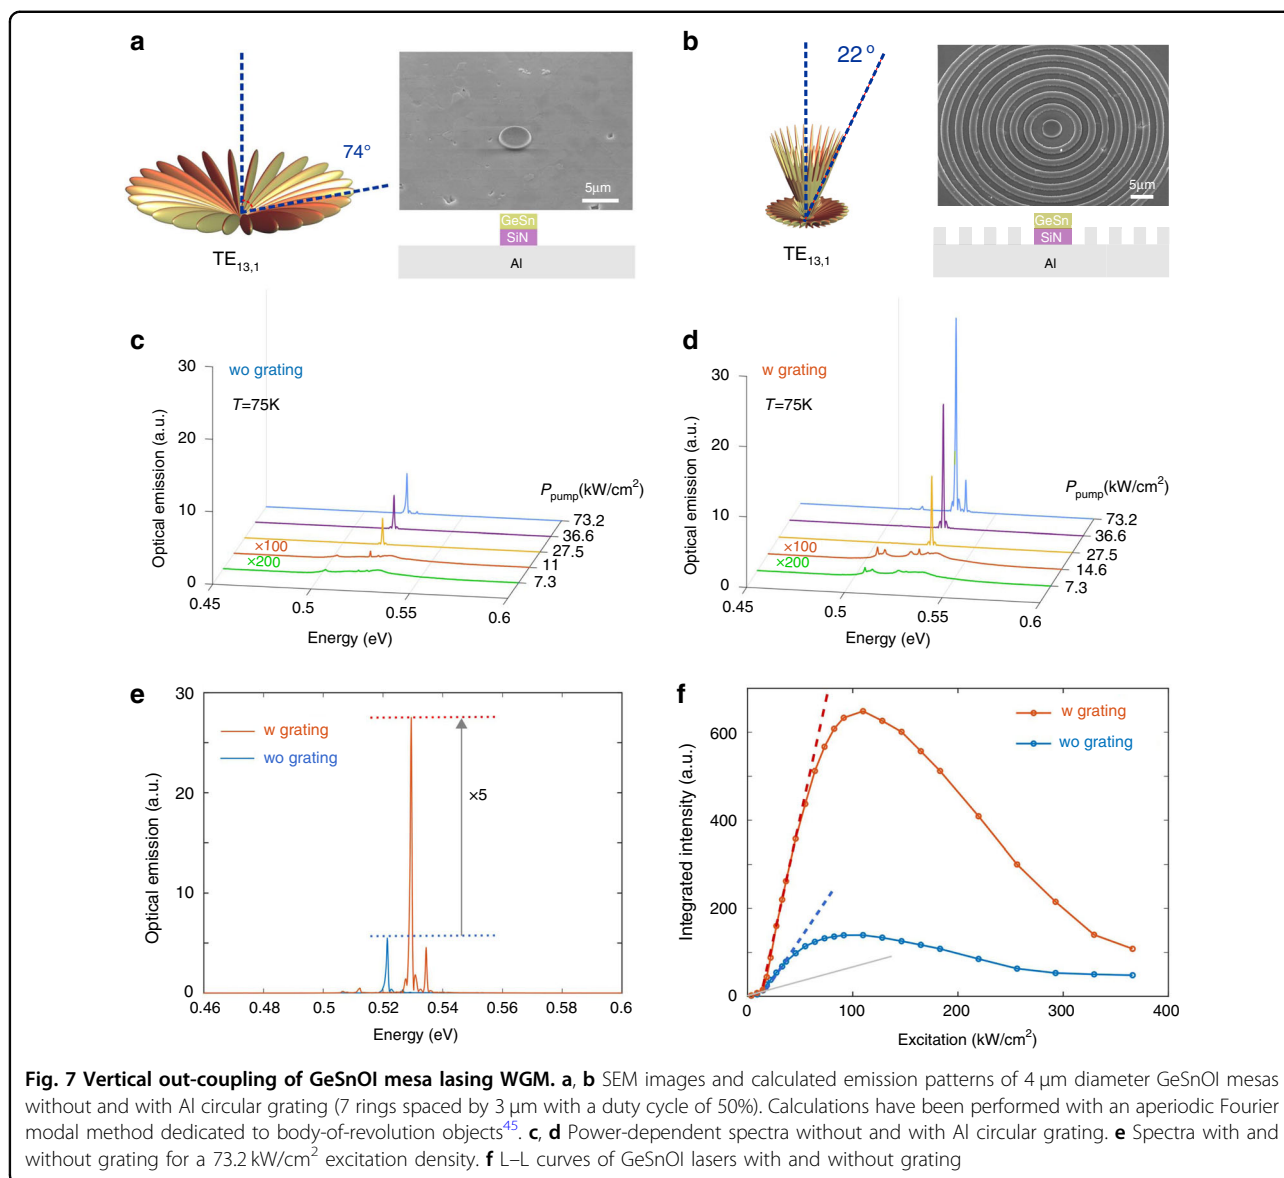 a
74°
TE13,1
5µm
GeSn
SiN
Al
b
22°
TE13,1
5µm
GeSn
SiN
Al
c
wo grating
T=75K
Optical emission (a.u.)
30
20
10
0
×100
×200
Ppump(kW/cm2)
73.2
36.6
27.5
11
7.3
0.45
0.5
0.55
0.6
Energy (eV)
d
w grating
T=75K
Optical emission (a.u.)
30
20
10
0
×100
×200
Ppump(kW/cm2)
73.2
36.6
27.5
14.6
7.3
0.45
0.5
0.55
0.6
Energy (eV)
e
w grating
wo grating
×5
Optical emission (a.u.)
30
20
10
0
0.46 0.48 0.5 0.52 0.54 0.56 0.58 0.6
Energy (eV)
f
w grating
wo grating
Integrated intensity (a.u.)
600
400
200
0
0 100 200 300 400
Excitation (kW/cm2)
Fig. 7 Vertical out-coupling of GeSnOI mesa lasing WGM. a, b SEM images and calculated emission patterns of 4 µm diameter GeSnOI mesas
without and with Al circular grating (7 rings spaced by 3 µm with a duty cycle of 50%). Calculations have been performed with an aperiodic Fourier
modal method dedicated to body-of-revolution objects45. c, d Power-dependent spectra without and with Al circular grating. e Spectra with and
without grating for a 73.2 kW/cm2 excitation density. f L–L curves of GeSnOI lasers with and without grating